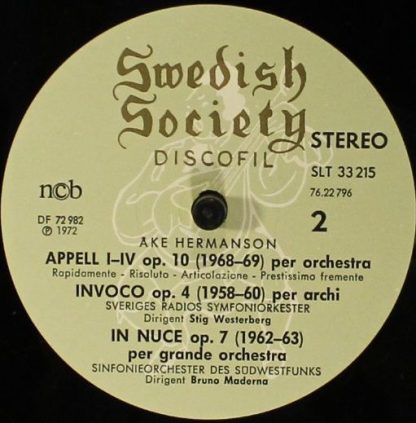 Swedish
Society
DISCOFIL
STEREO
SLT 33 215
76.22 796
ncb
DF 72 982
℗ 1972
2
AKE HERMANSON
APPELL I–IV op. 10 (1968–69) per orchestra
Rapidamente - Risoluto - Articolazione - Prestissimo fremente
INVOCO op. 4 (1958–60) per archi
SVERIGES RADIOS SYMFONIORKESTER
Dirigent Stig Westerberg
IN NUCE op. 7 (1962–63)
per grande orchestra
SINFONIEORCHESTER DES SÜDWESTFUNKS
Dirigent Bruno Maderna